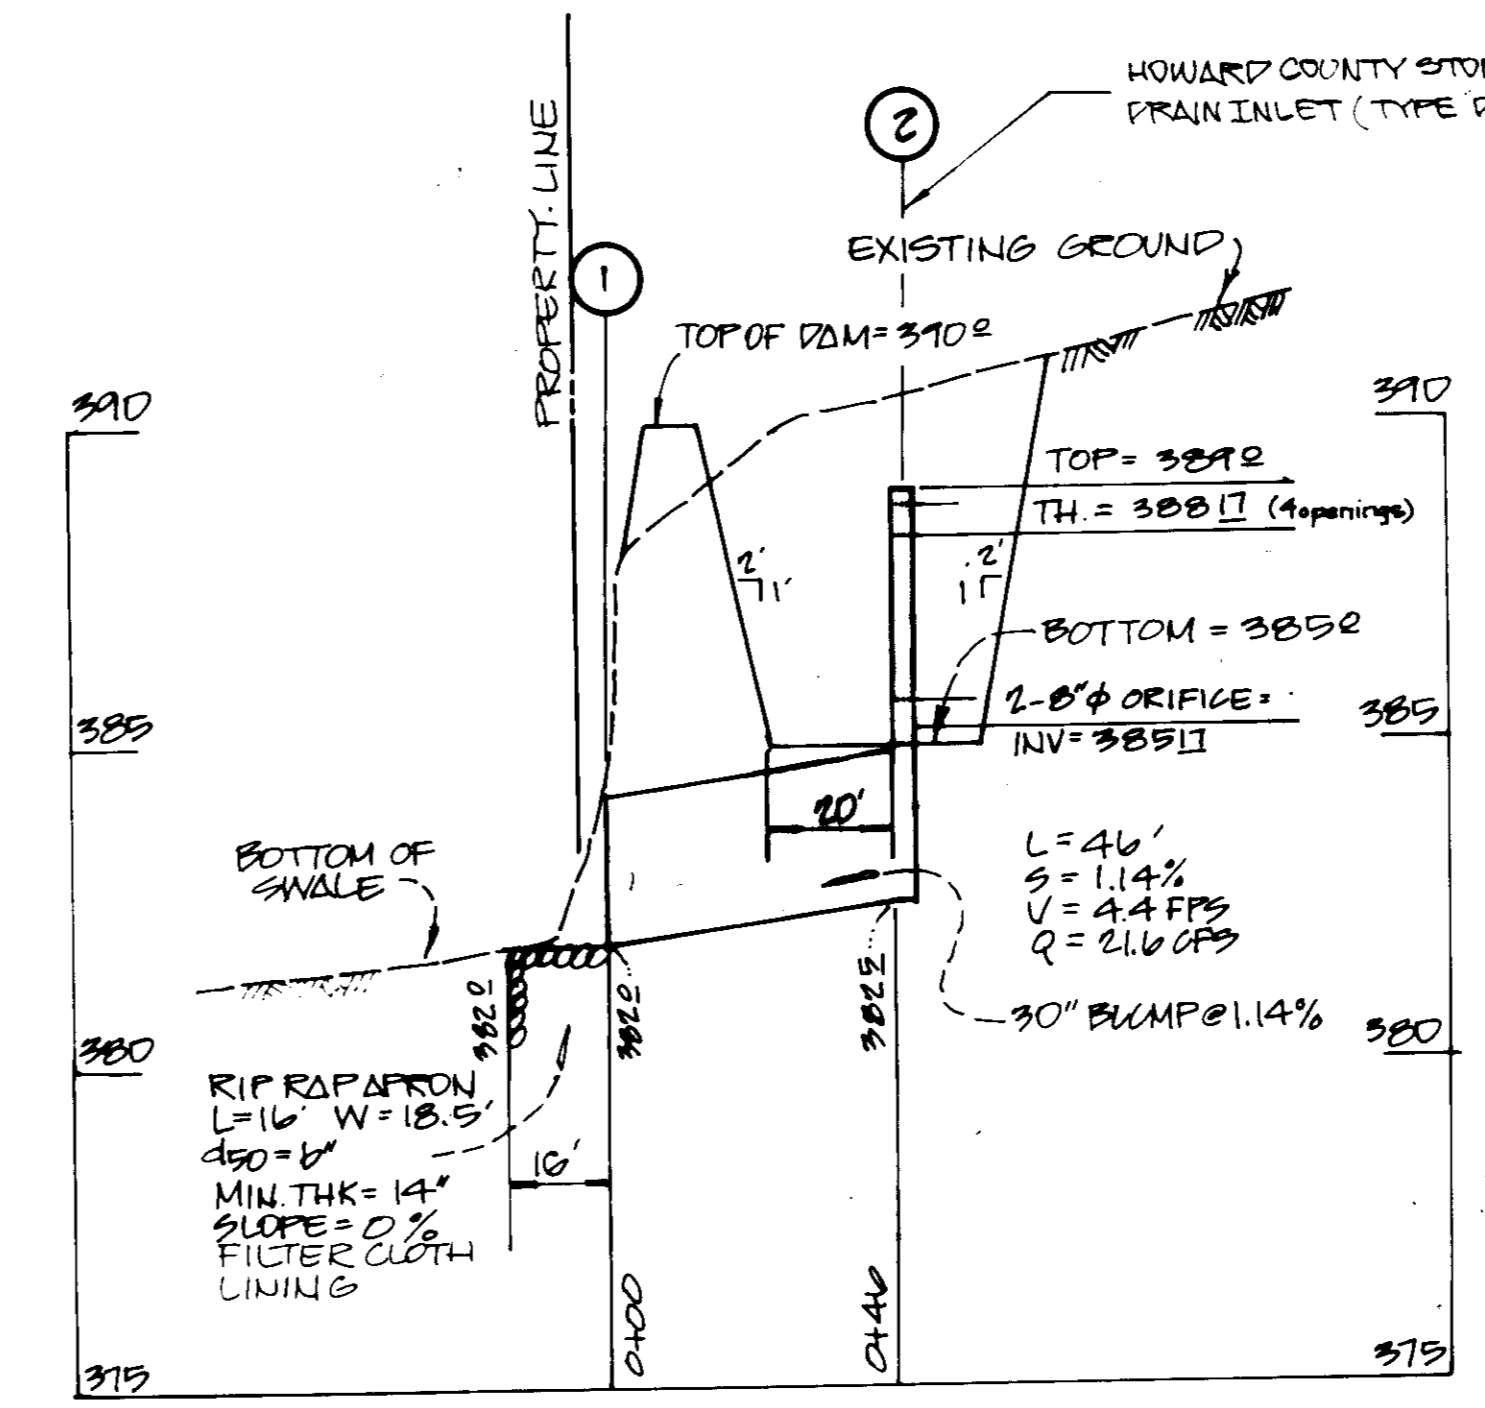 HOWARD COUNTY STO
DRAIN INLET (TYPE D
2
PROPERTY. LINE
EXISTING GROUND
1
TOP OF DAM = 390 0
390
390
TOP = 389 0
TH. = 388 17 (4 openings)
2'
1'
2'
1
BOTTOM = 385 0
2-8"φ ORIFICE =
INV = 385 17
385
385
20'
BOTTOM OF
SWALE
L = 46'
S = 1.14%
V = 4.4 FPS
Q = 21.6 CFS
382 0
382 0
382 5
30" BCCMP @ 1.14%
380
380
RIP RAP APRON
L=16' W = 18.5'
d50 = 6"
MIN. THK = 14"
SLOPE = 0 %
FILTER CLOTH
LINING
16'
0+00
0+46
375
375